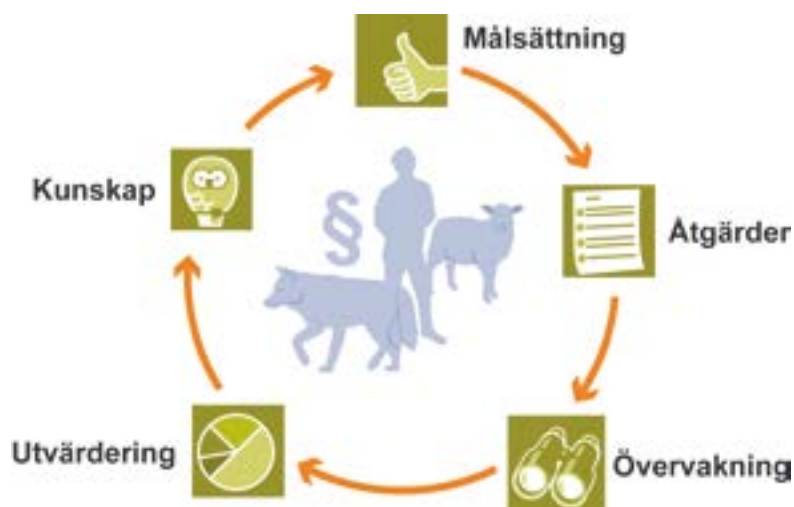 Målsättning
Kunskap
§
Åtgärder
Utvärdering
Övervakning